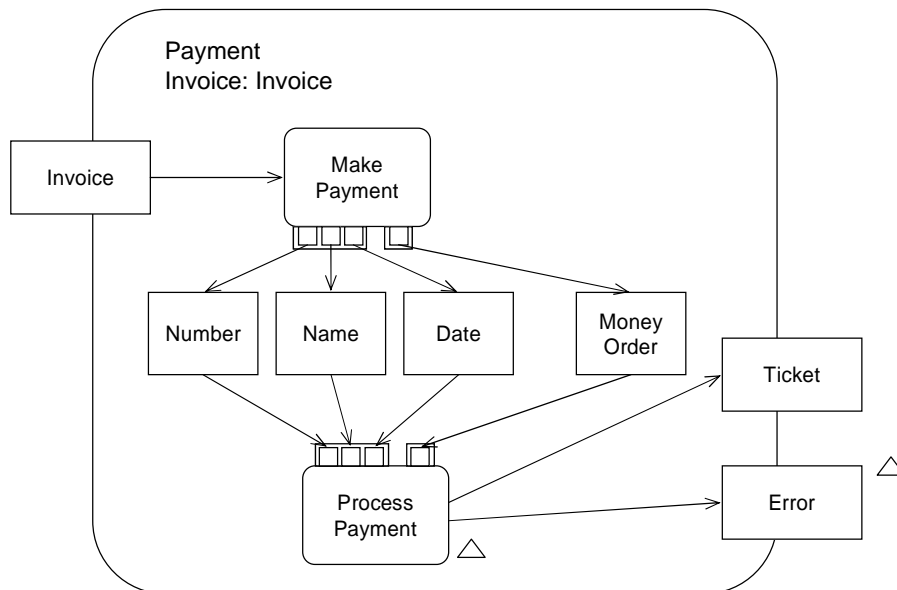 Payment
Invoice: Invoice
Invoice
Make
Payment
Number
Name
Date
Money
Order
Ticket
Process
Payment
Error